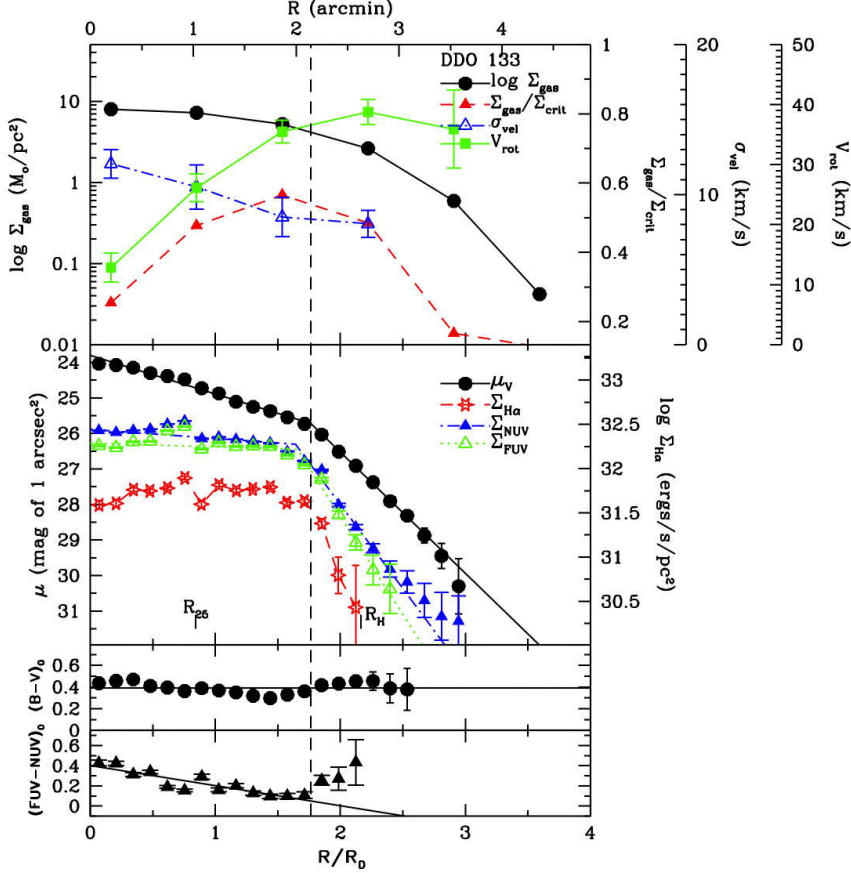 R (arcmin)
0 1 2 3 4
DDO 133
log Σgas
Σgas/Σcrit
σvel
Vrot
10
1
0.1
0.01
log Σgas (Mo/pc²)
1
0.8
0.6
0.4
0.2
Σgas/Σcrit
20
10
0
σvel (km/s)
50
40
30
20
10
0
Vrot (km/s)
24
25
26
27
28
29
30
31
μ (mag of 1 arcsec²)
μV
ΣHα
ΣNUV
ΣFUV
R25
RH
33
32.5
32
31.5
31
30.5
log ΣHα (ergs/s/pc²)
0.6
0.4
0.2
0
(B-V)0
0.6
0.4
0.2
0
(FUV-NUV)0
0 1 2 3 4
R/RD